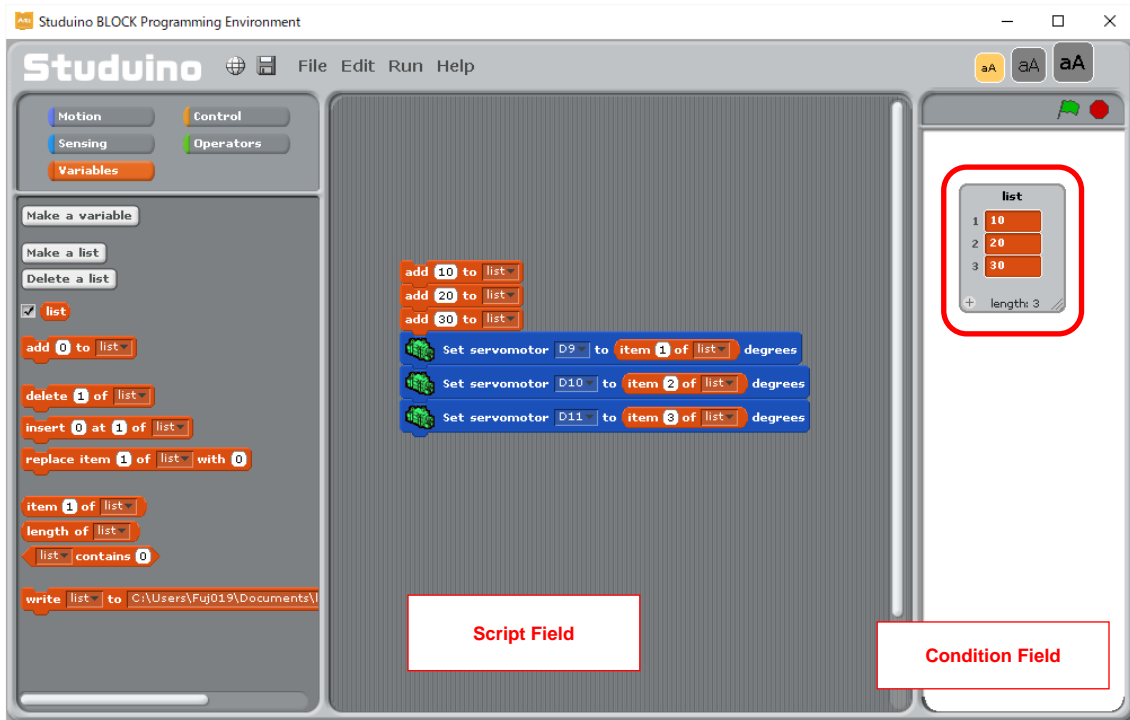 Studuino BLOCK Programming Environment
Studuino File Edit Run Help aA aA aA
Motion Control
Sensing Operators
Variables
Make a variable
Make a list
Delete a list
list
add 0 to list
delete 1 of list
insert 0 at 1 of list
replace item 1 of list with 0
item 1 of list
length of list
list contains 0
write list to C:\Users\Fuj019\Documents\
add 10 to list
add 20 to list
add 30 to list
Set servomotor D9 to item 1 of list degrees
Set servomotor D10 to item 2 of list degrees
Set servomotor D11 to item 3 of list degrees
Script Field
list
1 10
2 20
3 30
+ length: 3
Condition Field